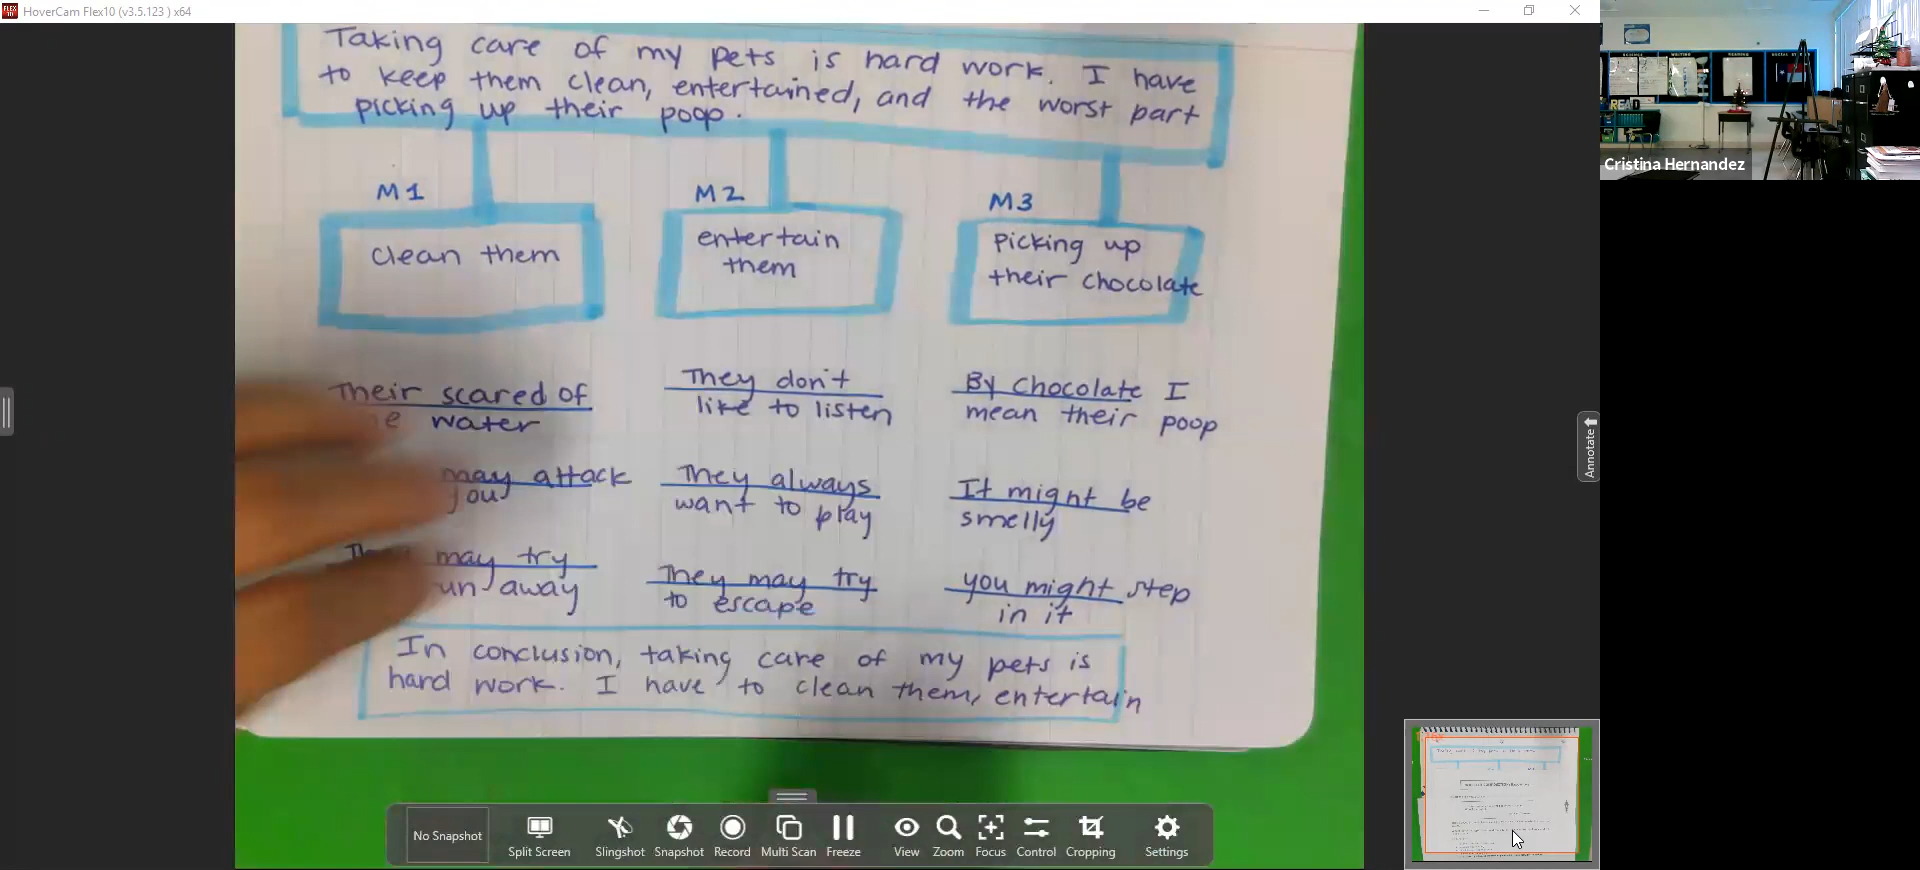 HoverCam Flex10 (v3.5.123 ) x64
Taking care of my pets is hard work. I have
to keep them clean, entertained, and the worst part
picking up their poop.
M1
clean them
M2
entertain
them
M3
Picking up
their chocolate
Their scared of
water
may attack
you
may try
away
They don't
like to listen
They always
want to play
They may try
to escape
By Chocolate I
mean their poop
It might be
smelly
you might step
in it
In conclusion, taking care of my pets is
hard work. I have to clean them, entertain
Annotate
No Snapshot
Split Screen
Slingshot
Snapshot
Record
Multi Scan
Freeze
View
Zoom
Focus
Control
Cropping
Settings
SCIENCE
WRITING
READING
READ
Cristina Hernandez